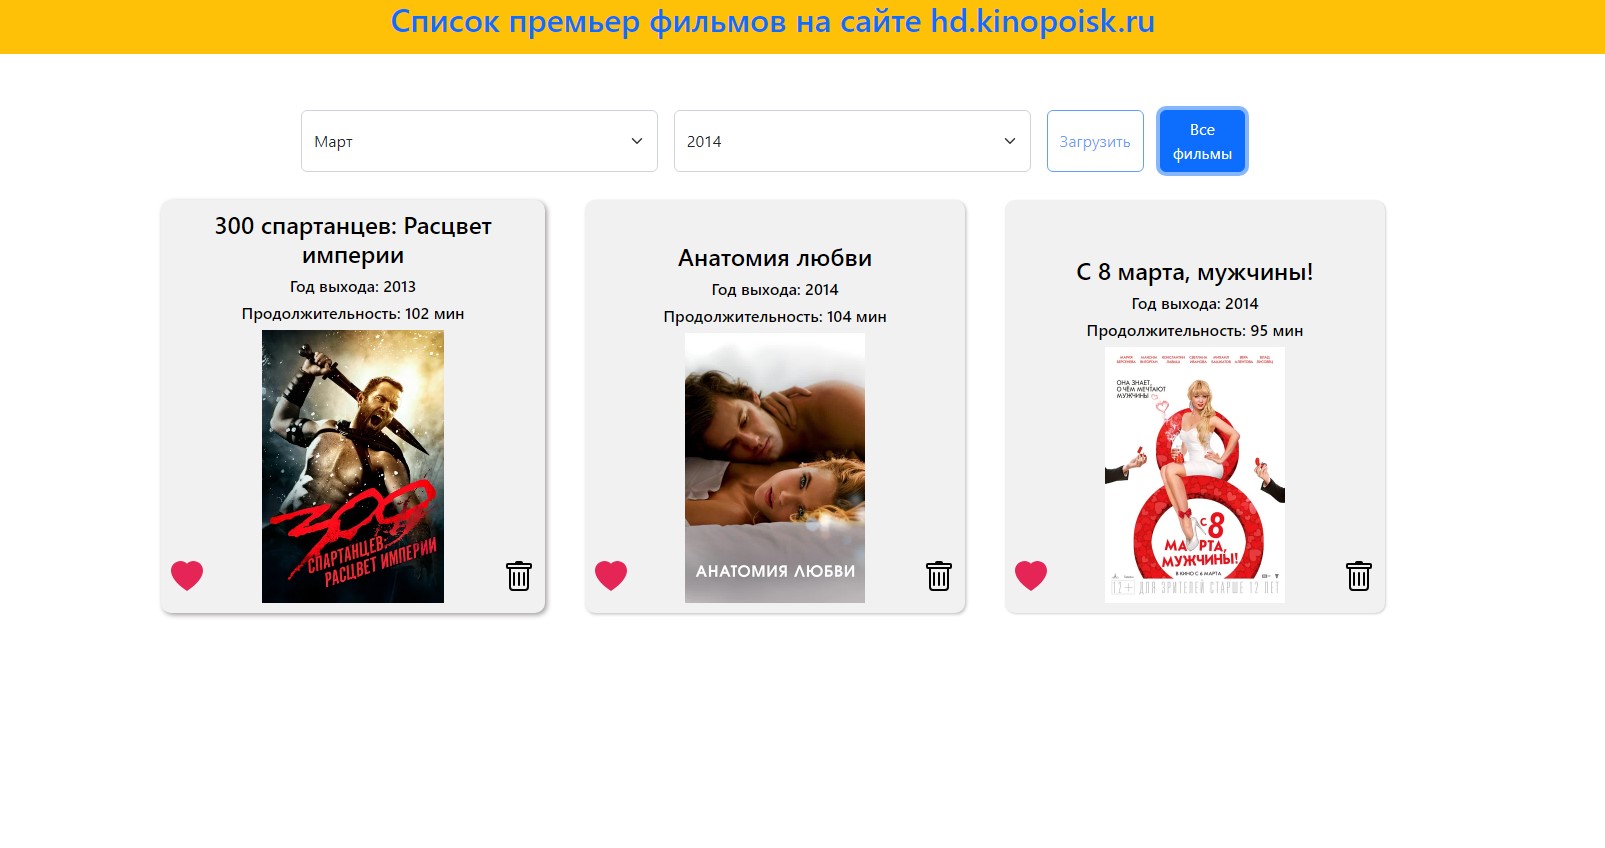 Список премьер фильмов на сайте hd.kinopoisk.ru
Март
2014
Загрузить
Все
фильмы
300 спартанцев: Расцвет
империи
Год выхода: 2013
Продолжительность: 102 мин
300
СПАРТАНЦЕВ:
РАСЦВЕТ ИМПЕРИИ
Анатомия любви
Год выхода: 2014
Продолжительность: 104 мин
АНАТОМИЯ ЛЮБВИ
С 8 марта, мужчины!
Год выхода: 2014
Продолжительность: 95 мин
ОНА ЗНАЕТ,
О ЧЁМ МЕЧТАЮТ
МУЖЧИНЫ
С 8
МАРТА,
МУЖЧИНЫ!
В КИНО С 6 МАРТА
12+ ДЛЯ ЗРИТЕЛЕЙ СТАРШЕ 12 ЛЕТ